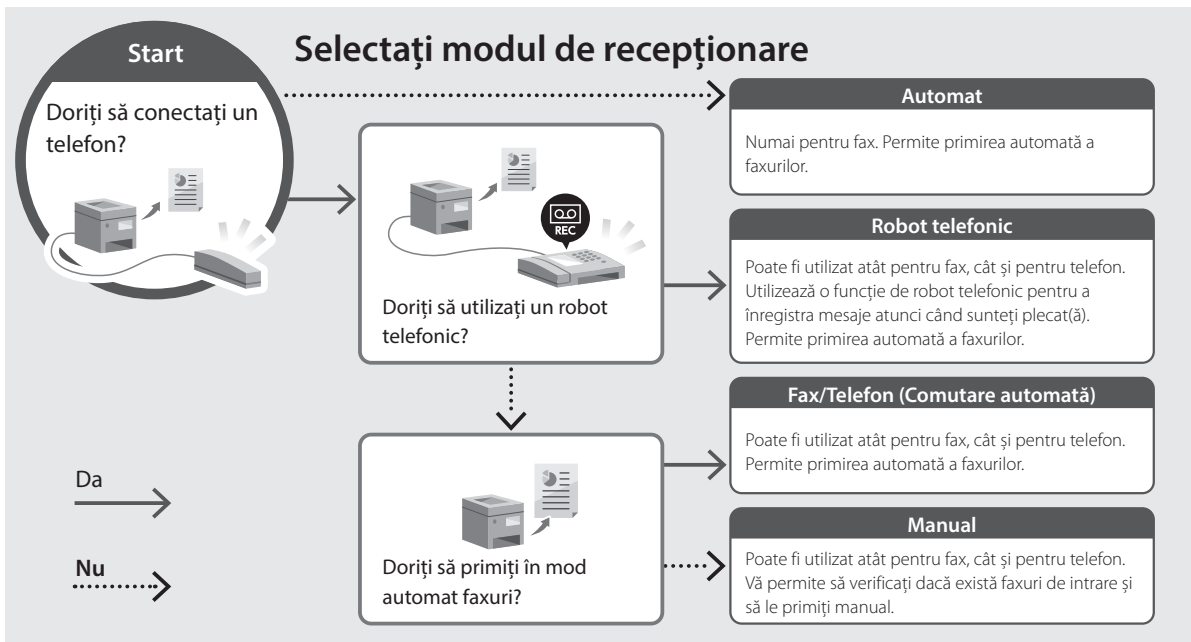 Start
Selectați modul de recepționare
Doriți să conectați un
telefon?
Automat
Numai pentru fax. Permite primirea automată a
faxurilor.
REC
Doriți să utilizați un robot
telefonic?
Robot telefonic
Poate fi utilizat atât pentru fax, cât și pentru telefon.
Utilizează o funcție de robot telefonic pentru a
înregistra mesaje atunci când sunteți plecat(ă).
Permite primirea automată a faxurilor.
Fax/Telefon (Comutare automată)
Poate fi utilizat atât pentru fax, cât și pentru telefon.
Permite primirea automată a faxurilor.
Da
Nu
Doriți să primiți în mod
automat faxuri?
Manual
Poate fi utilizat atât pentru fax, cât și pentru telefon.
Vă permite să verificați dacă există faxuri de intrare și
să le primiți manual.